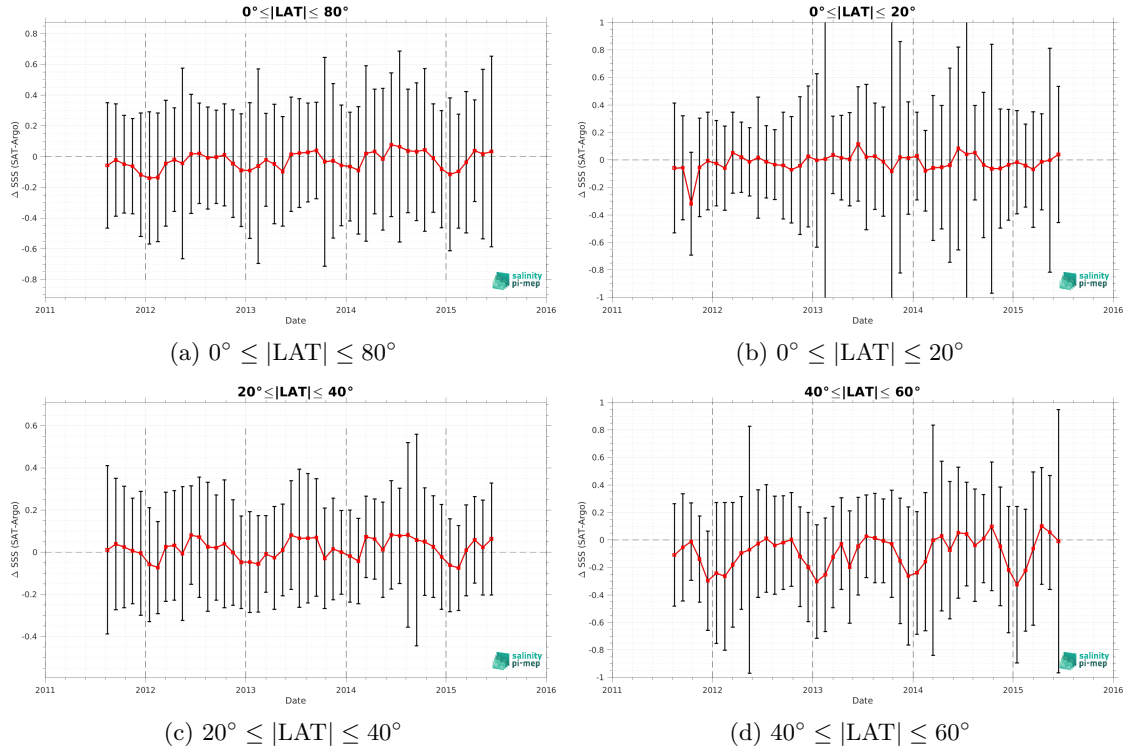 0°≤|LAT|≤ 80°
0.8
0.6
0.4
0.2
0
-0.2
-0.4
-0.6
-0.8
Δ SSS (SAT-Argo)
2011
2012
2013
2014
2015
2016
Date
salinity
pi-mep
(a) 0° ≤ |LAT| ≤ 80°
0°≤|LAT|≤ 20°
1
0.8
0.6
0.4
0.2
0
-0.2
-0.4
-0.6
-0.8
-1
Δ SSS (SAT-Argo)
2011
2012
2013
2014
2015
2016
Date
salinity
pi-mep
(b) 0° ≤ |LAT| ≤ 20°
20°≤|LAT|≤ 40°
0.6
0.4
0.2
0
-0.2
-0.4
Δ SSS (SAT-Argo)
2011
2012
2013
2014
2015
2016
Date
salinity
pi-mep
(c) 20° ≤ |LAT| ≤ 40°
40°≤|LAT|≤ 60°
1
0.8
0.6
0.4
0.2
0
-0.2
-0.4
-0.6
-0.8
-1
Δ SSS (SAT-Argo)
2011
2012
2013
2014
2015
2016
Date
salinity
pi-mep
(d) 40° ≤ |LAT| ≤ 60°